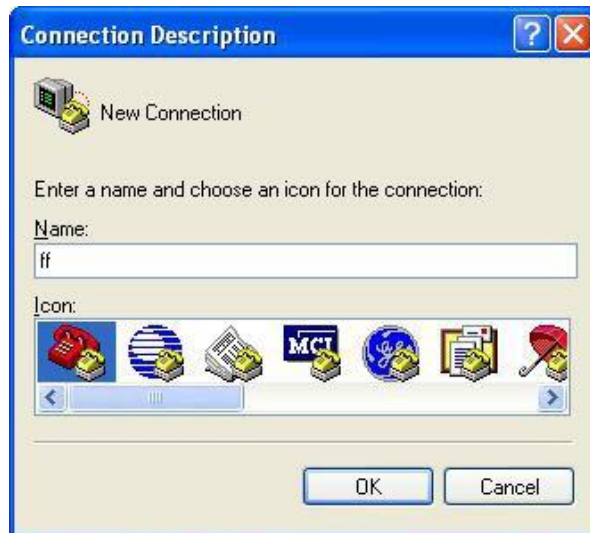 Connection Description
New Connection
Enter a name and choose an icon for the connection:
Name:
ff
Icon:
MCI
OK Cancel